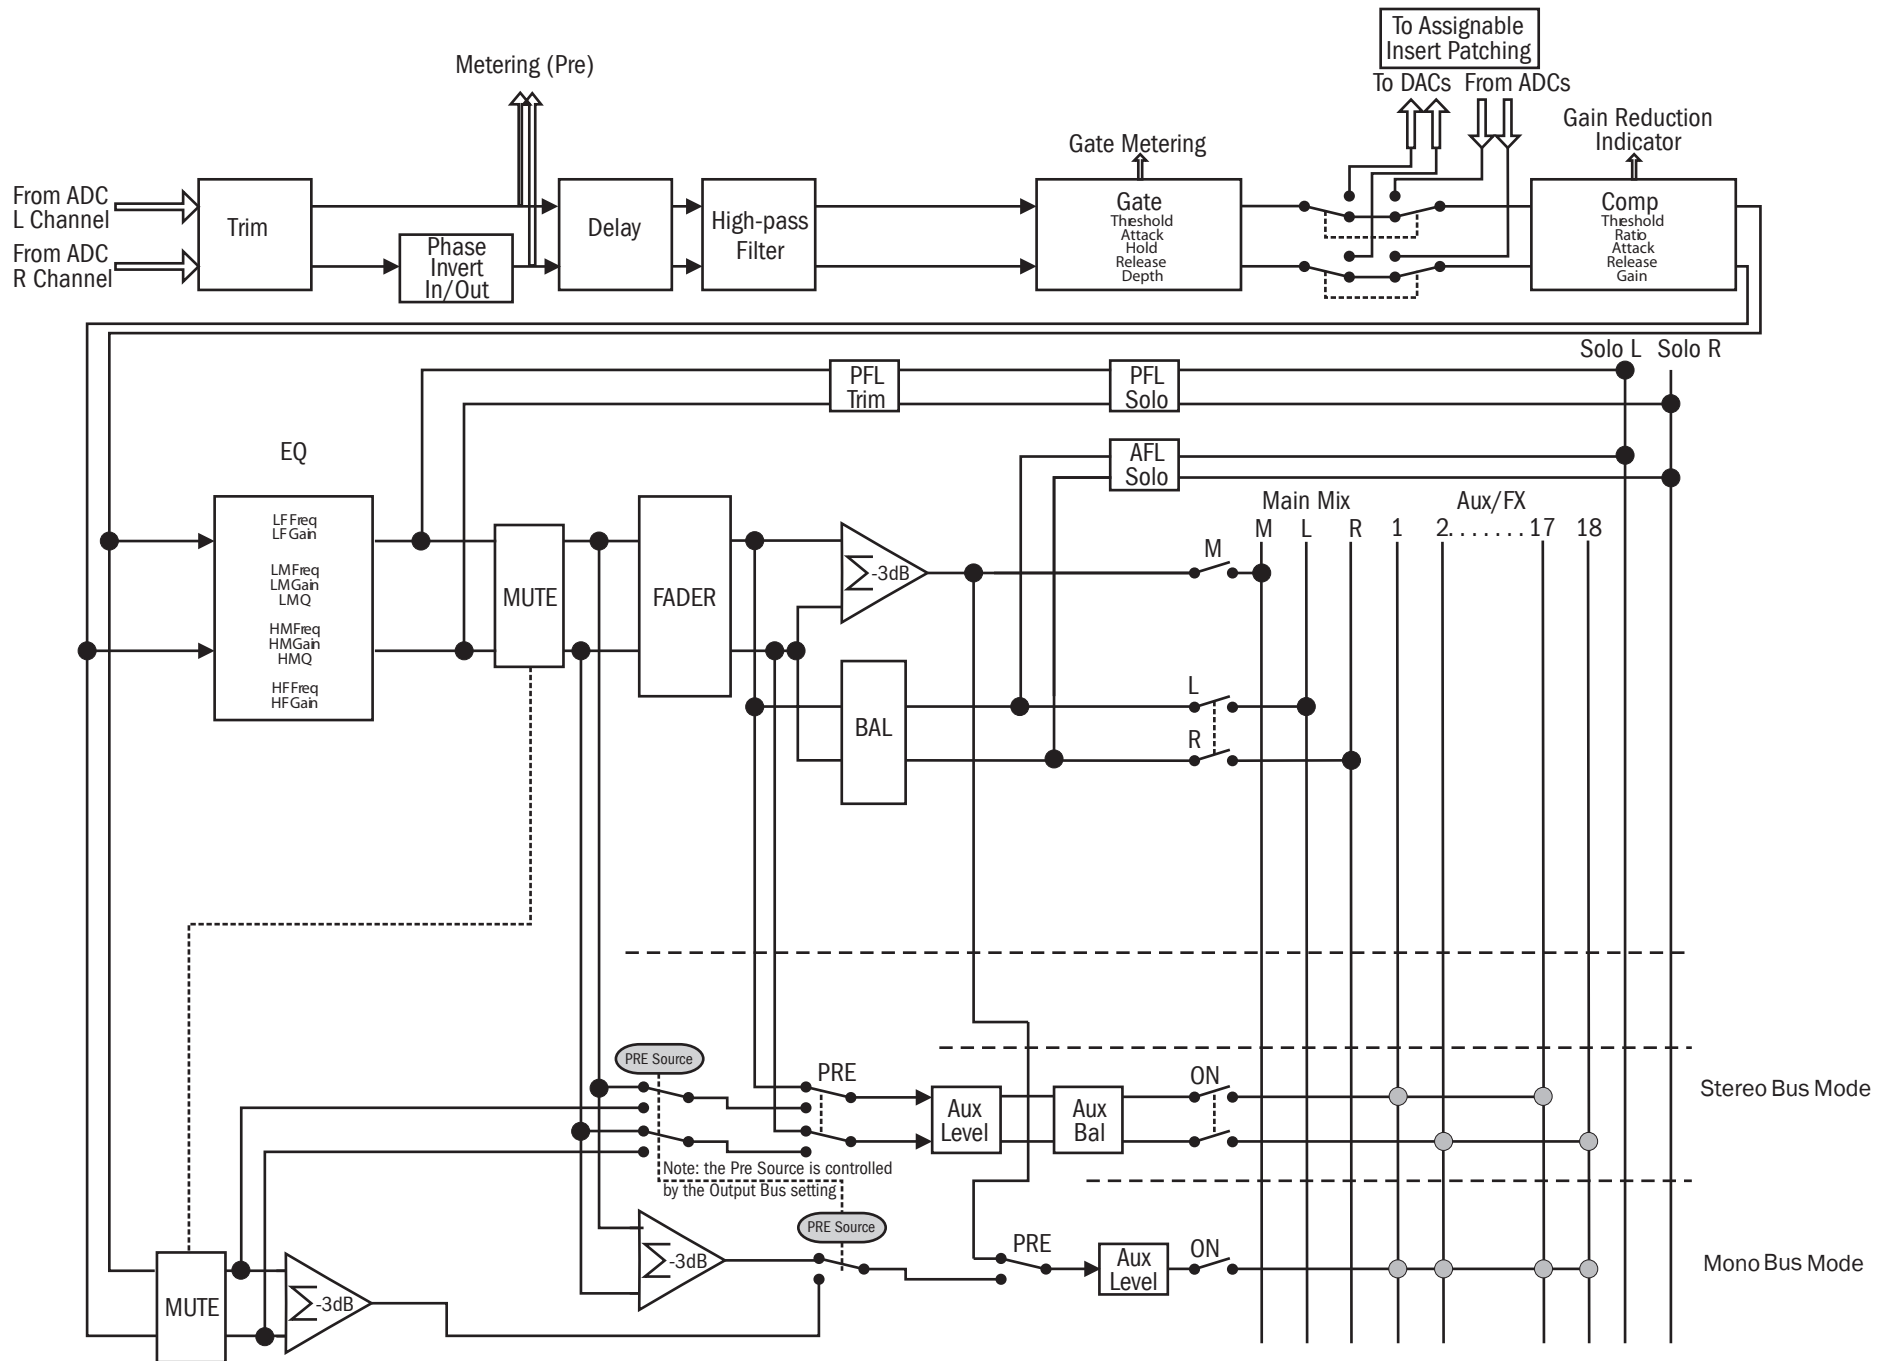 To Assignable
Insert Patching
To DACs From ADCs
Metering (Pre)
Gate Metering
Gain Reduction
Indicator
From ADC
L Channel
From ADC
R Channel
Trim
Phase
Invert
In/Out
Delay
High-pass
Filter
Gate
Threshold
Attack
Hold
Release
Depth
Comp
Threshold
Ratio
Attack
Release
Gain
Solo L Solo R
PFL
Trim
PFL
Solo
AFL
Solo
EQ
LF Freq
LF Gain
LM Freq
LM Gain
LM Q
HM Freq
HM Gain
HM Q
HF Freq
HF Gain
MUTE
FADER
-3dB
BAL
Main Mix
M L R
Aux/FX
1 2. . . . . . . 17 18
M
L
R
PRE Source
PRE
Aux
Level
Aux
Bal
ON
Stereo Bus Mode
Note: the Pre Source is controlled
by the Output Bus setting
PRE Source
-3dB
PRE
Aux
Level
ON
Mono Bus Mode
MUTE
-3dB